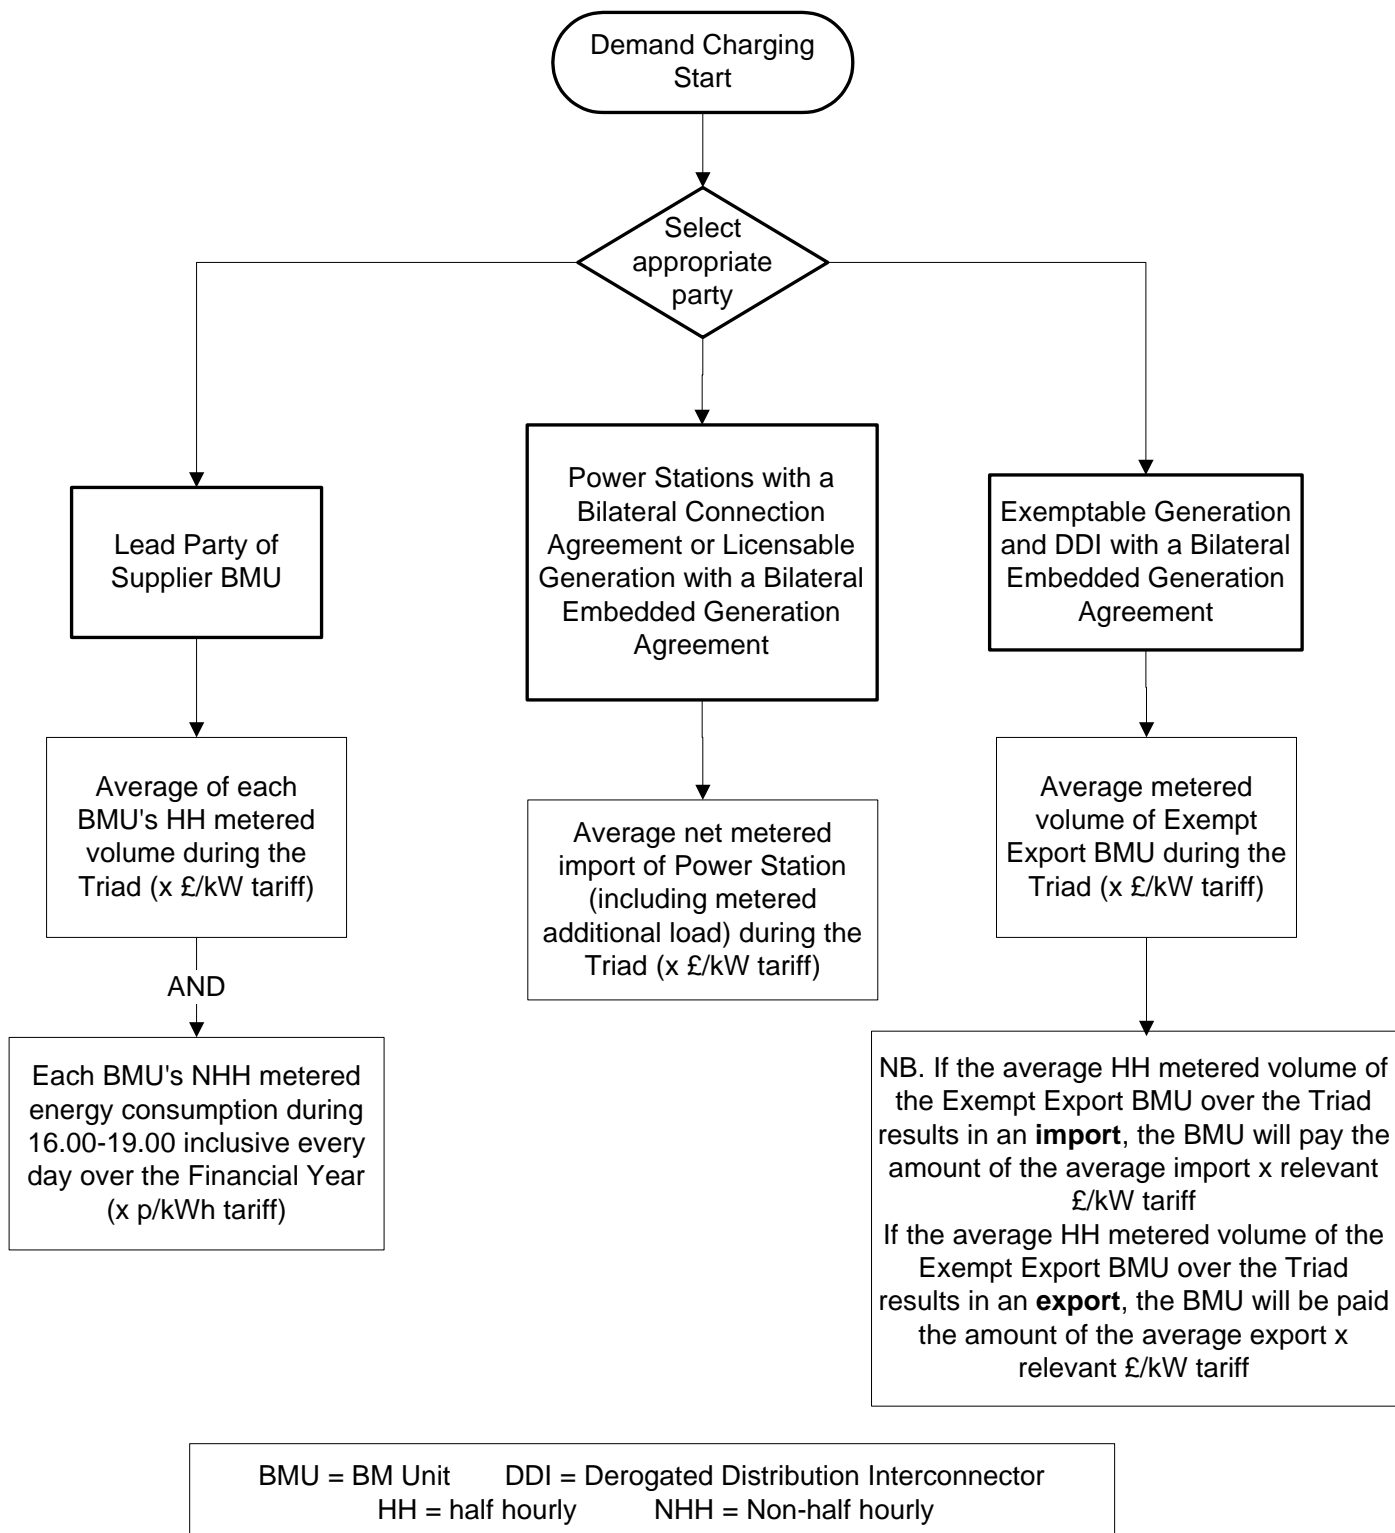 Demand Charging
Start
Select
appropriate
party
Lead Party of
Supplier BMU
Power Stations with a
Bilateral Connection
Agreement or Licensable
Generation with a Bilateral
Embedded Generation
Agreement
Exemptable Generation
and DDI with a Bilateral
Embedded Generation
Agreement
Average of each
BMU's HH metered
volume during the
Triad (x £/kW tariff)
AND
Each BMU's NHH metered
energy consumption during
16.00-19.00 inclusive every
day over the Financial Year
(x p/kWh tariff)
Average net metered
import of Power Station
(including metered
additional load) during the
Triad (x £/kW tariff)
Average metered
volume of Exempt
Export BMU during the
Triad (x £/kW tariff)
NB. If the average HH metered volume of
the Exempt Export BMU over the Triad
results in an import, the BMU will pay the
amount of the average import x relevant
£/kW tariff
If the average HH metered volume of the
Exempt Export BMU over the Triad
results in an export, the BMU will be paid
the amount of the average export x
relevant £/kW tariff
BMU = BM Unit DDI = Derogated Distribution Interconnector
HH = half hourly NHH = Non-half hourly